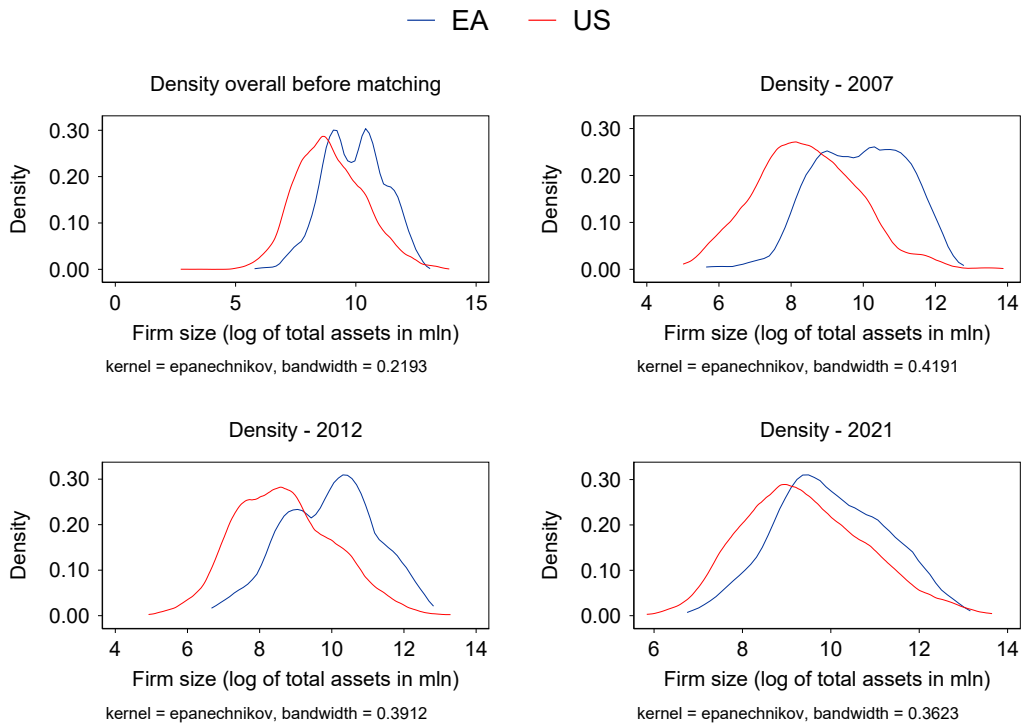 EA US
Density overall before matching
Density
0.30
0.20
0.10
0.00
0 5 10 15
Firm size (log of total assets in mln)
kernel = epanechnikov, bandwidth = 0.2193
Density - 2007
Density
0.30
0.20
0.10
0.00
4 6 8 10 12 14
Firm size (log of total assets in mln)
kernel = epanechnikov, bandwidth = 0.4191
Density - 2012
Density
0.30
0.20
0.10
0.00
4 6 8 10 12 14
Firm size (log of total assets in mln)
kernel = epanechnikov, bandwidth = 0.3912
Density - 2021
Density
0.30
0.20
0.10
0.00
6 8 10 12 14
Firm size (log of total assets in mln)
kernel = epanechnikov, bandwidth = 0.3623